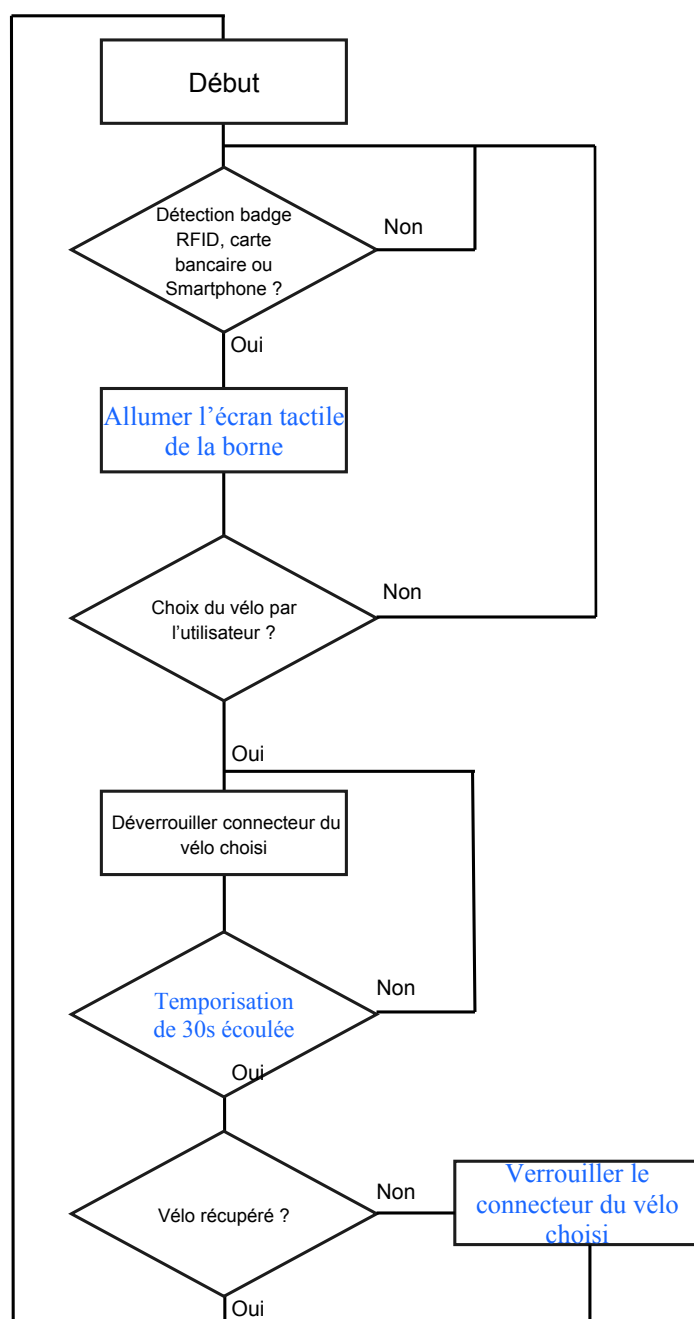 Début
Détection badge
RFID, carte
bancaire ou
Smartphone ?
Non
Oui
Allumer l’écran tactile
de la borne
Choix du vélo par
l’utilisateur ?
Non
Oui
Déverrouiller connecteur du
vélo choisi
Temporisation
de 30s écoulée
Non
Oui
Vélo récupéré ?
Non
Verrouiller le
connecteur du vélo
choisi
Oui